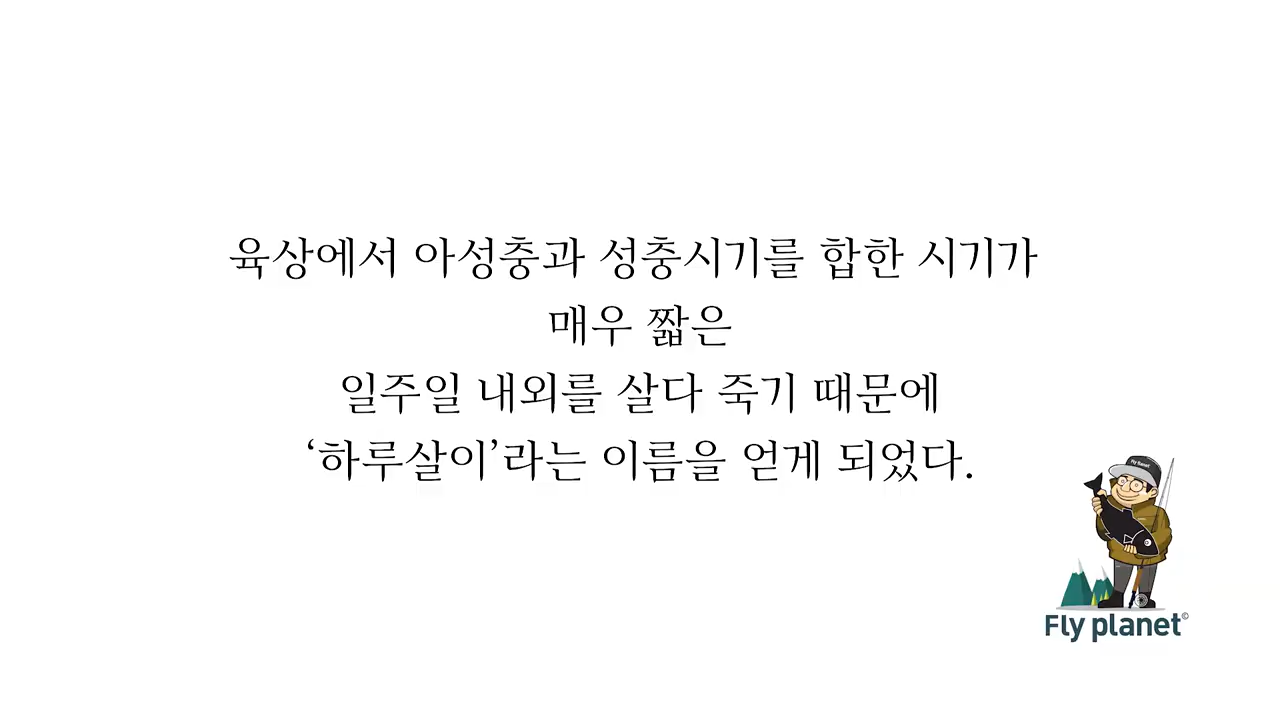 육상에서 아성충과 성충시기를 합한 시기가
매우 짧은
일주일 내외를 살다 죽기 때문에
‘하루살이’라는 이름을 얻게 되었다.
Fly planet
Fly planet©